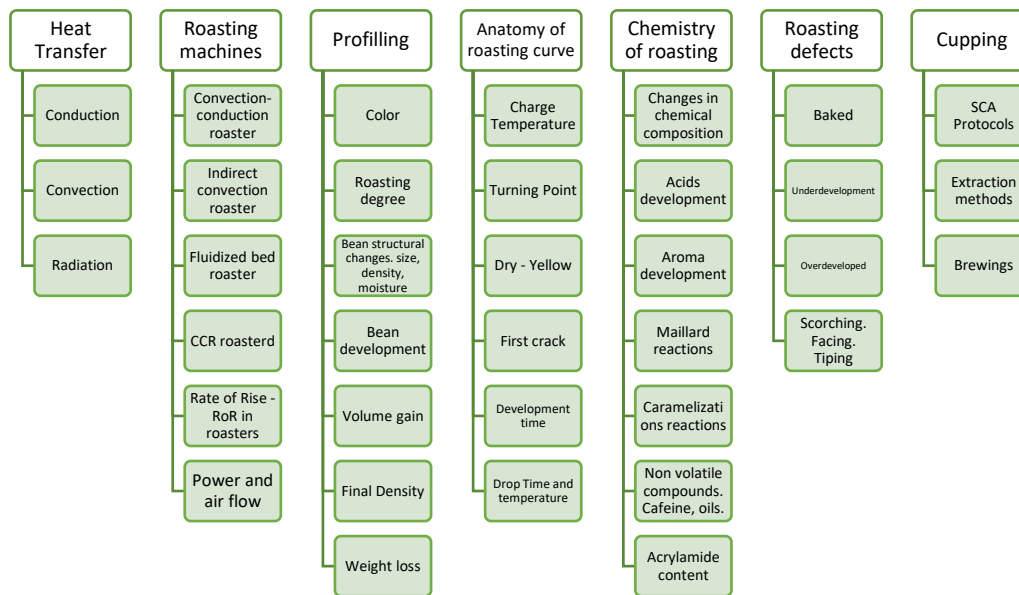 Heat
Transfer
Conduction
Convection
Radiation
Roasting
machines
Convection-
conduction
roaster
Indirect
convection
roaster
Fluidized bed
roaster
CCR roasterd
Rate of Rise -
RoR in
roasters
Power and
air flow
Profilling
Color
Roasting
degree
Bean structural
changes. size,
density,
moisture
Bean
development
Volume gain
Final Density
Weight loss
Anatomy of
roasting curve
Charge
Temperature
Turning Point
Dry - Yellow
First crack
Development
time
Drop Time and
temperature
Chemistry
of roasting
Changes in
chemical
composition
Acids
development
Aroma
development
Maillard
reactions
Caramelizati
ons reactions
Non volatile
compounds.
Cafeine, oils.
Acrylamide
content
Roasting
defects
Baked
Underdevelopment
Overdeveloped
Scorching.
Facing.
Tiping
Cupping
SCA
Protocols
Extraction
methods
Brewings